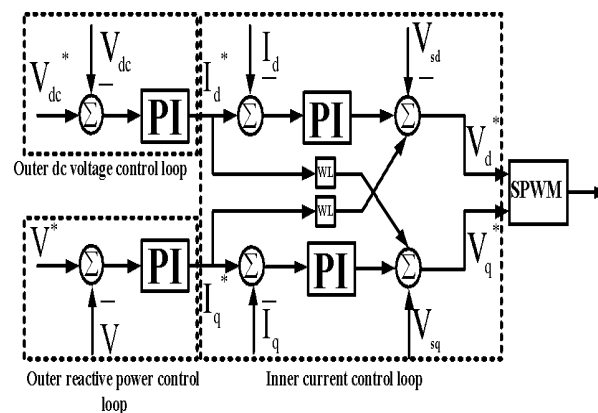 V_dc
V_dc*
Σ
PI
Outer dc voltage control loop
I_d*
I_d
Σ
PI
V_sd
Σ
V_d*
WL
WL
SPWM
V*
Σ
V
PI
I_q*
Σ
I_q
PI
Σ
V_sq
V_q*
Outer reactive power control
loop
Inner current control loop